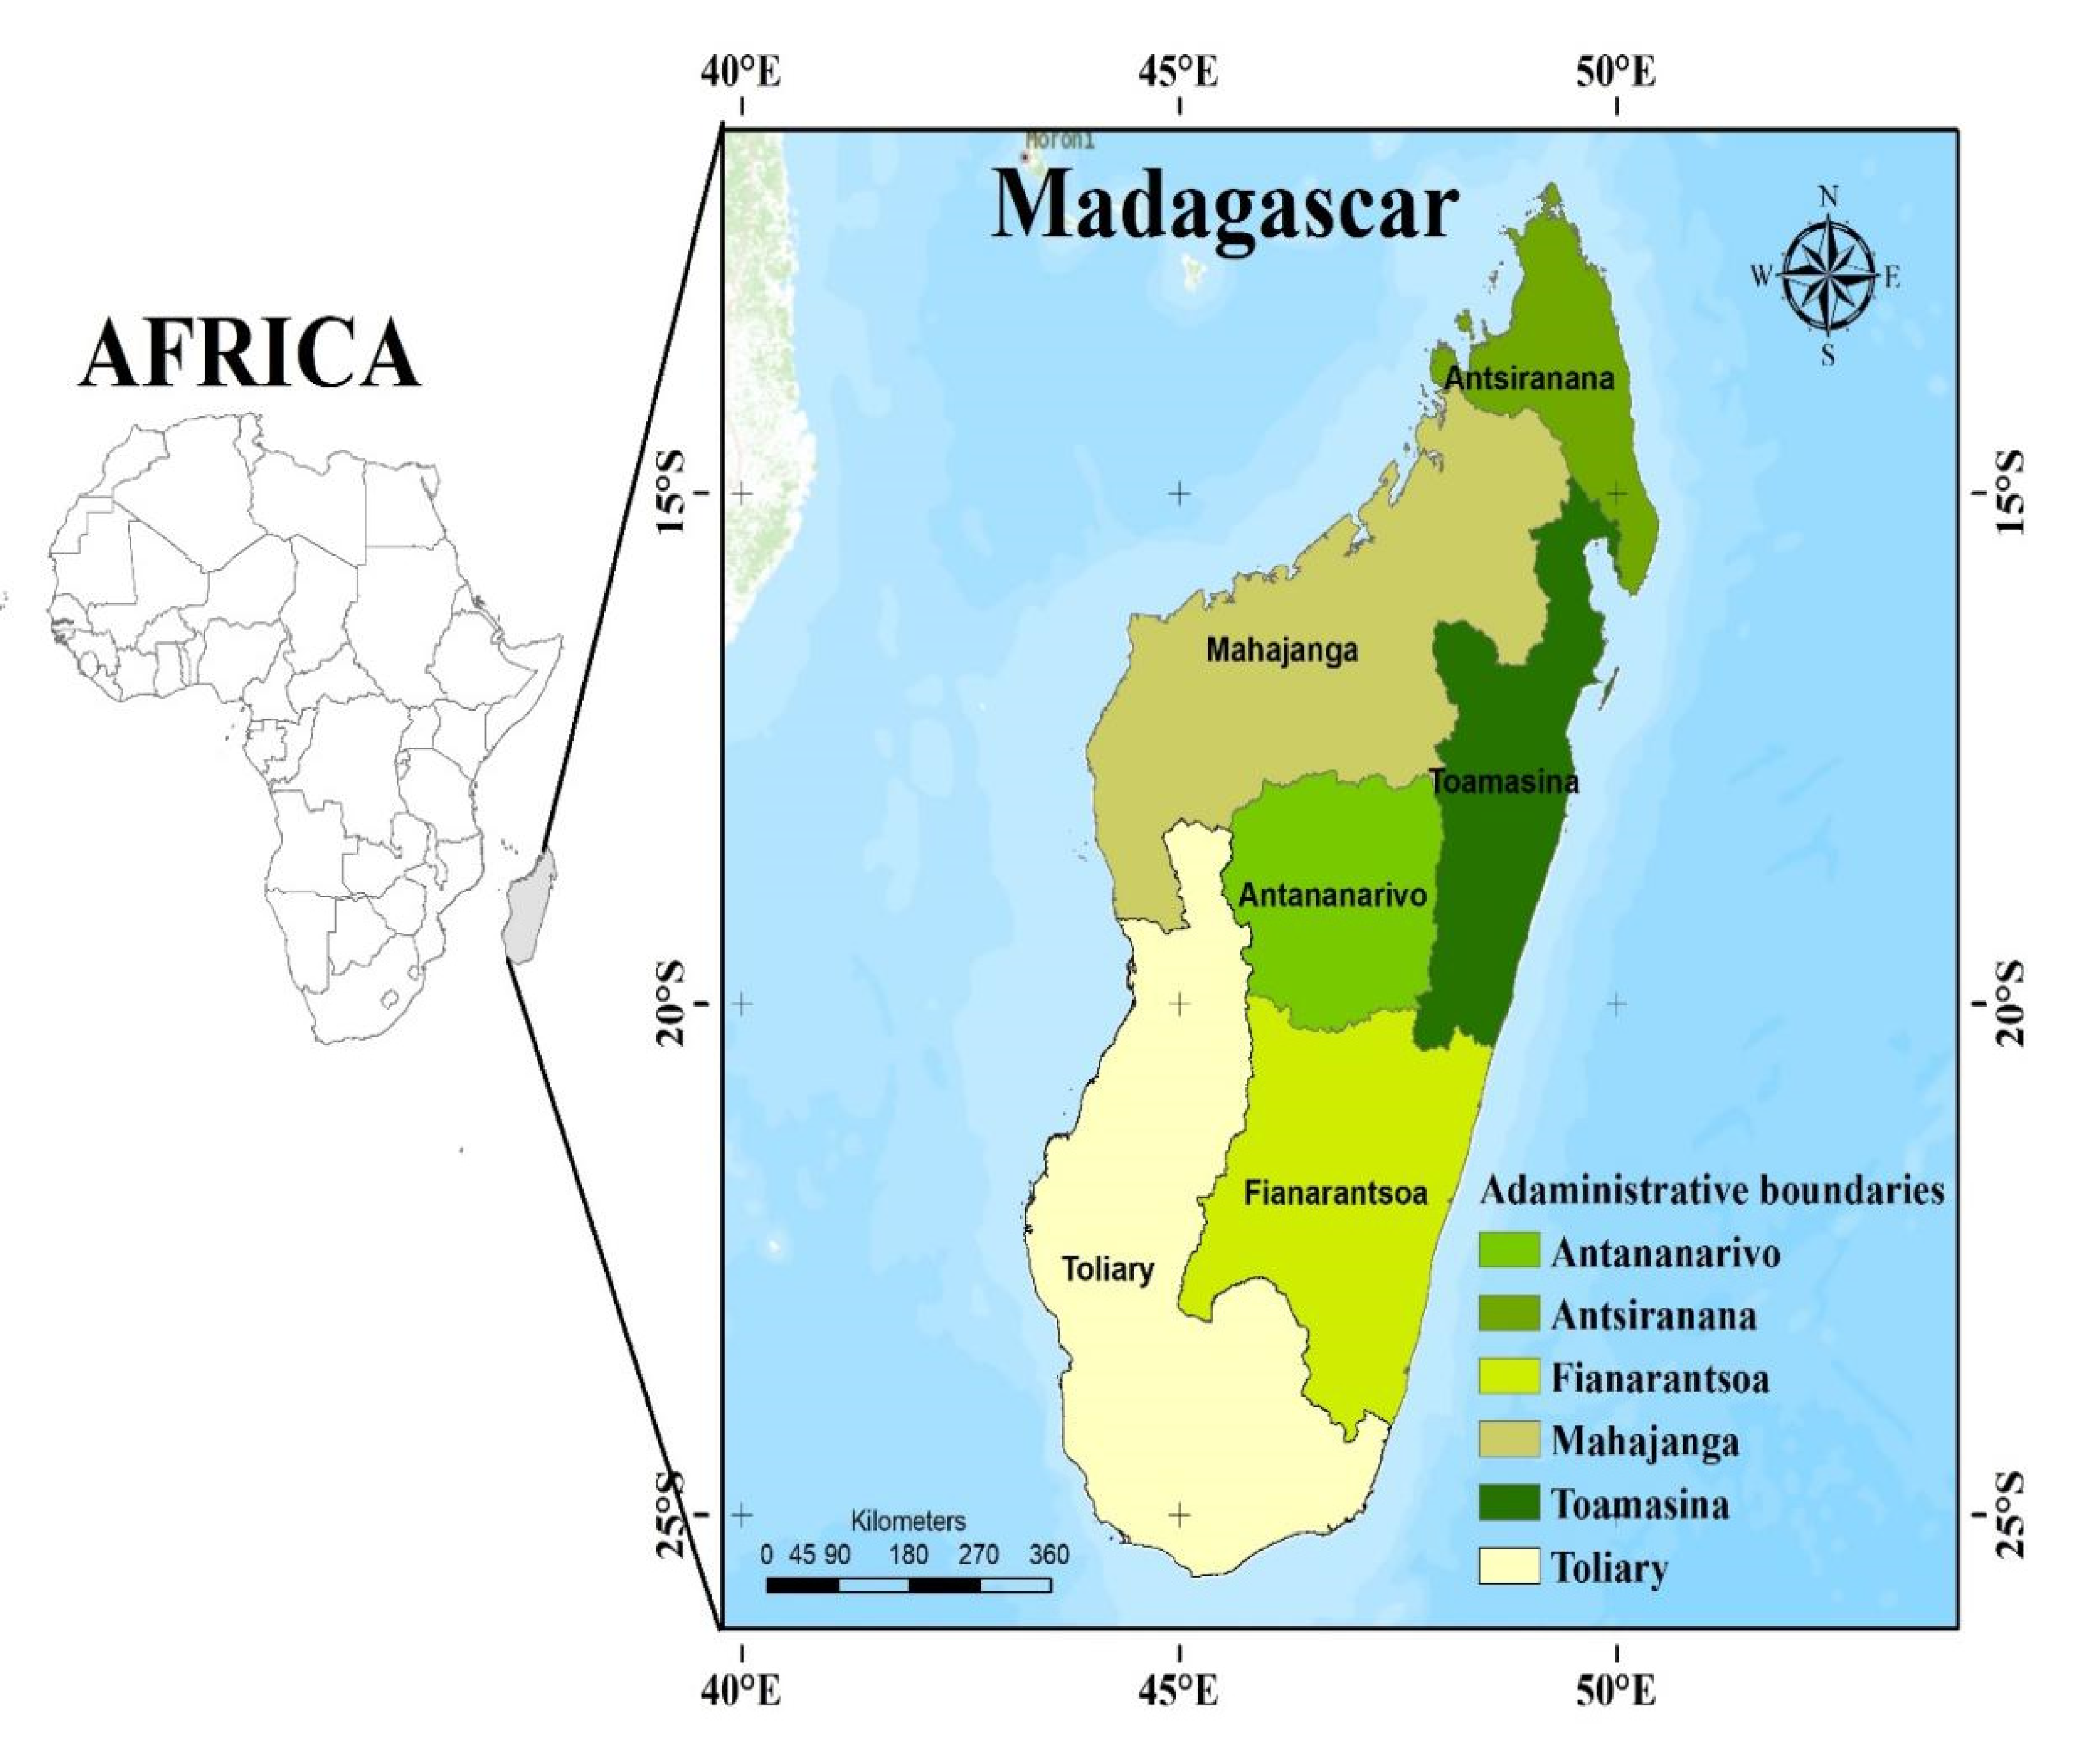 40°E 45°E 50°E
Moroni
Madagascar
N
W E
S
AFRICA
Antsiranana
15°S 15°S
Mahajanga
Toamasina
Antananarivo
20°S 20°S
Fianarantsoa
Toliary
Adaministrative boundaries
Antananarivo
Antsiranana
Fianarantsoa
Mahajanga
Toamasina
Toliary
25°S 25°S
Kilometers
0 45 90 180 270 360
40°E 45°E 50°E